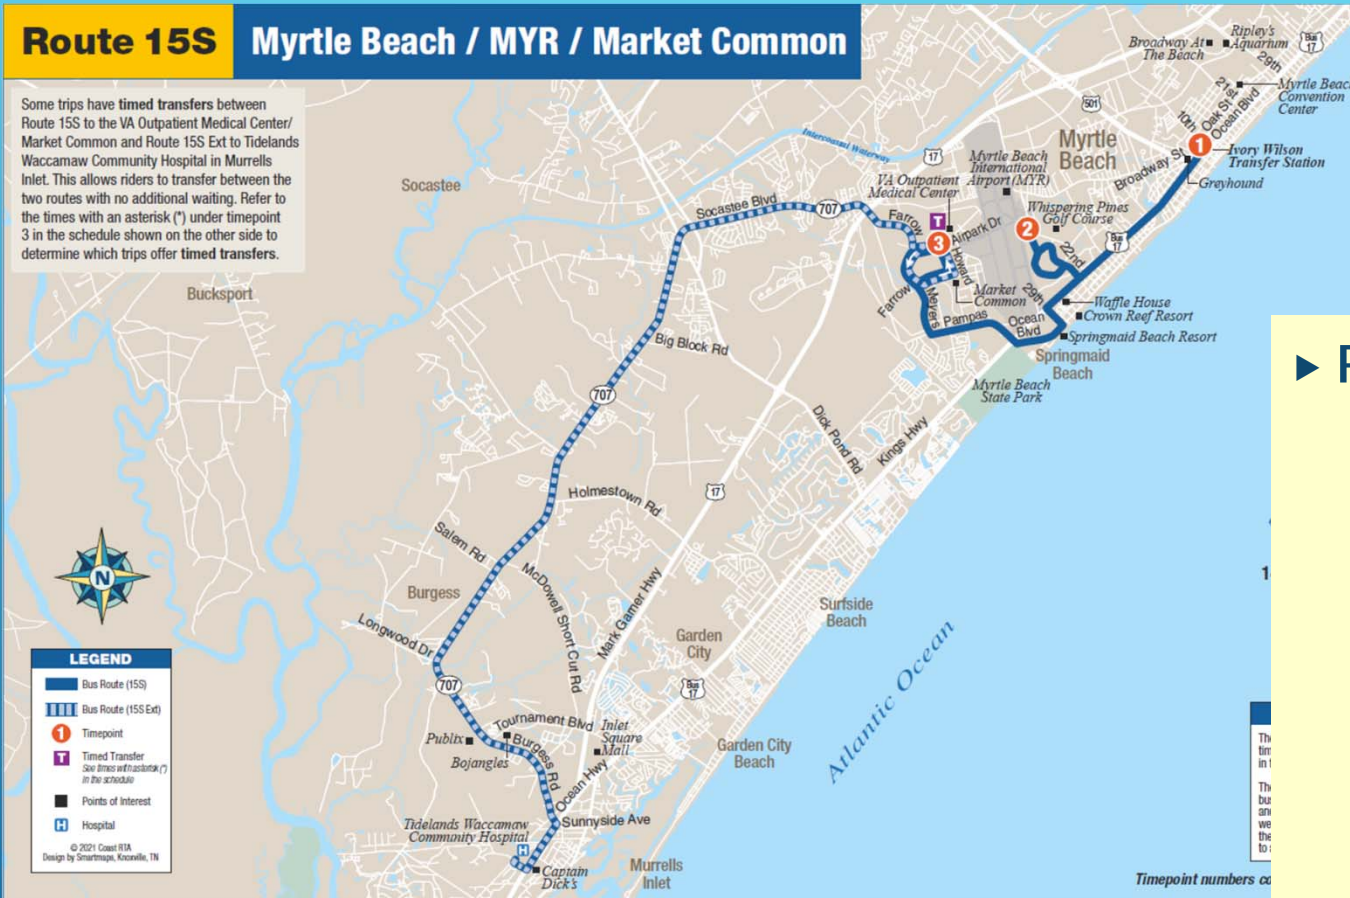 Route 15S
Myrtle Beach / MYR / Market Common
Some trips have timed transfers between
Route 15S to the VA Outpatient Medical Center/
Market Common and Route 15S Ext to Tidelands
Waccamaw Community Hospital in Murrells
Inlet. This allows riders to transfer between the
two routes with no additional waiting. Refer to
the times with an asterisk (*) under timepoint
3 in the schedule shown on the other side to
determine which trips offer timed transfers.
Broadway At
The Beach
Ripley's
Aquarium
Bus
17
29th
21st
Oak St
Ocean Blvd
10th
Myrtle Beach
Convention
Center
501
Myrtle
Beach
1
Ivory Wilson
Transfer Station
Broadway St
Greyhound
Intercoastal Waterway
17
Myrtle Beach
International
Airport (MYR)
VA Outpatient
Medical Center
Whispering Pines
Golf Course
Socastee
Socastee Blvd
707
Farrow
T
3
Airpark Dr
2
22nd
Bus
17
Howard
Market
Common
29th
Waffle House
Crown Reef Resort
Farrow
Meyers
Pampas
Ocean
Blvd
Springmaid Beach Resort
Springmaid
Beach
Bucksport
Big Block Rd
Myrtle Beach
State Park
707
Dick Pond Rd
Kings Hwy
17
Holmestown Rd
Salem Rd
N
Burgess
McDowell Short Cut Rd
Mark Garner Hwy
Surfside
Beach
Longwood Dr
Garden
City
Atlantic Ocean
707
Bus
17
Tournament Blvd
Inlet
Square
Mall
Publix
Bojangles
Burgess Rd
Ocean Hwy
Garden City
Beach
Sunnyside Ave
Tidelands Waccamaw
Community Hospital
H
Captain
Dick's
Murrells
Inlet
LEGEND
Bus Route (15S)
Bus Route (15S Ext)
1 Timepoint
T Timed Transfer
See times with asterisk (*)
in the schedule
Points of Interest
H Hospital
© 2021 Coast RTA
Design by Smartmaps, Knoxville, TN
Timepoint numbers